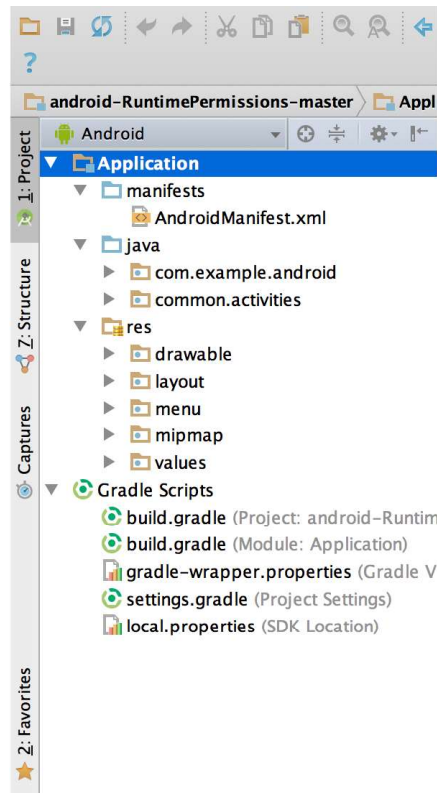 ?
android-RuntimePermissions-master
Appl
Android
Application
manifests
AndroidManifest.xml
java
com.example.android
common.activities
res
drawable
layout
menu
mipmap
values
Gradle Scripts
build.gradle (Project: android-Runtim
build.gradle (Module: Application)
gradle-wrapper.properties (Gradle V
settings.gradle (Project Settings)
local.properties (SDK Location)
1: Project
Z: Structure
Captures
2: Favorites